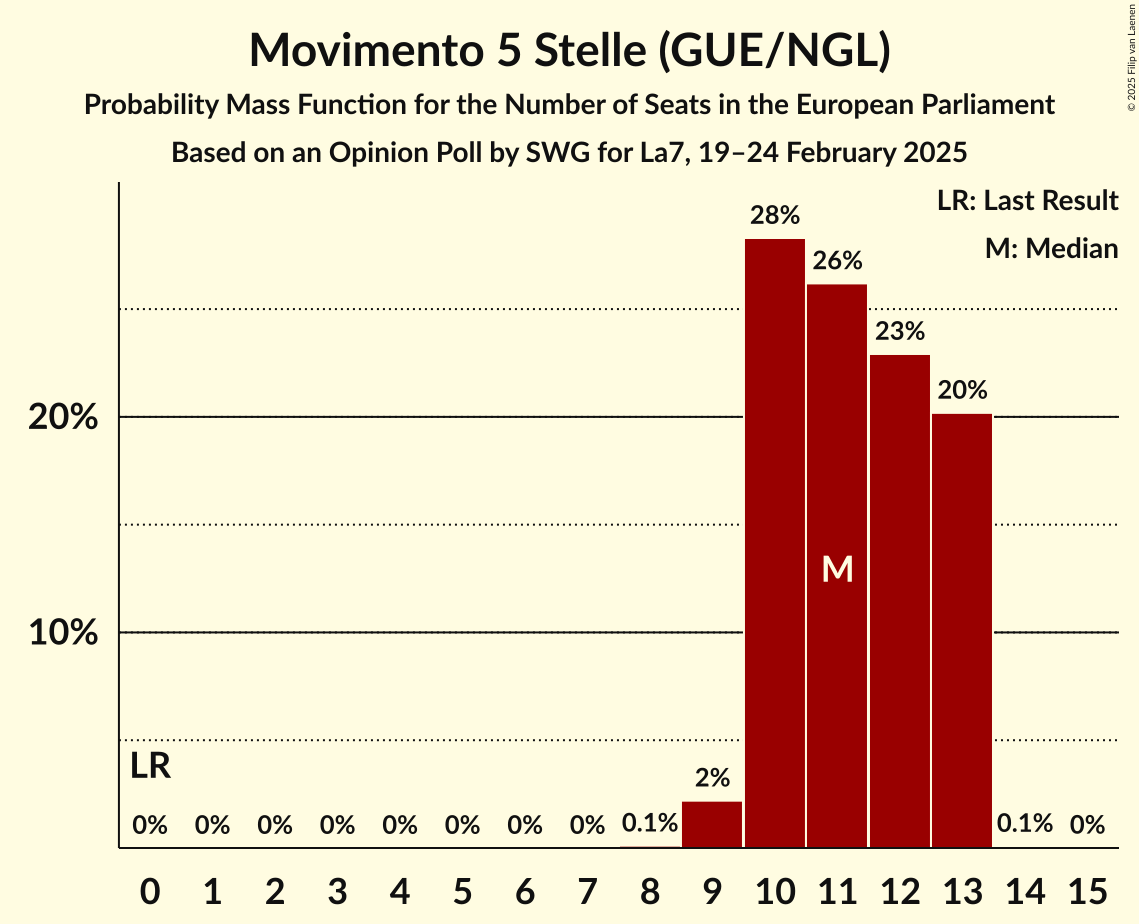 Movimento 5 Stelle (GUE/NGL)
Probability Mass Function for the Number of Seats in the European Parliament
Based on an Opinion Poll by SWG for La7, 19–24 February 2025
© 2025 Filip van Laenen
LR: Last Result
M: Median
28%
26%
23%
20%
20%
M
10%
LR
2%
0% 0% 0% 0% 0% 0% 0% 0% 0.1% 0.1% 0%
0 1 2 3 4 5 6 7 8 9 10 11 12 13 14 15